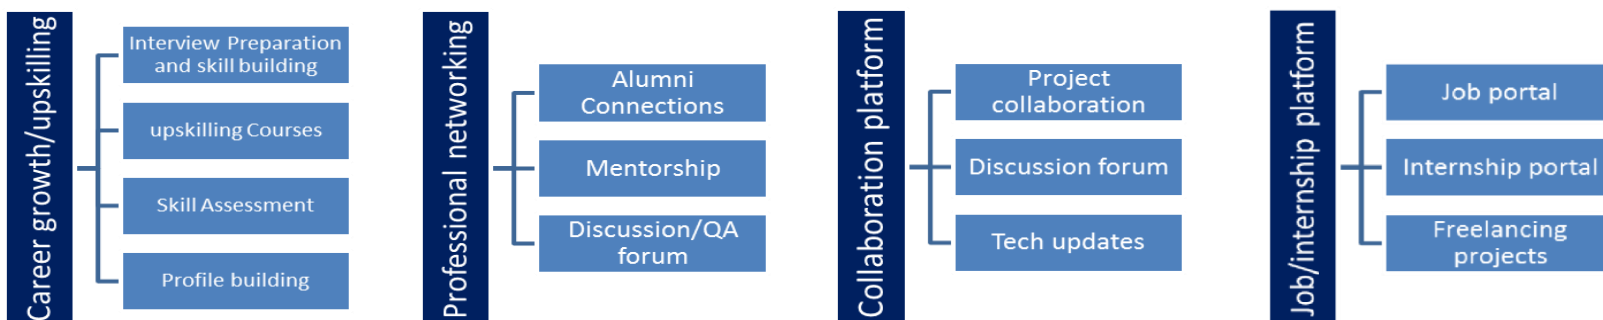 Career growth/upskilling
Interview Preparation
and skill building
upskilling Courses
Skill Assessment
Profile building
Professional networking
Alumni
Connections
Mentorship
Discussion/QA
forum
Collaboration platform
Project
collaboration
Discussion forum
Tech updates
Job/internship platform
Job portal
Internship portal
Freelancing
projects